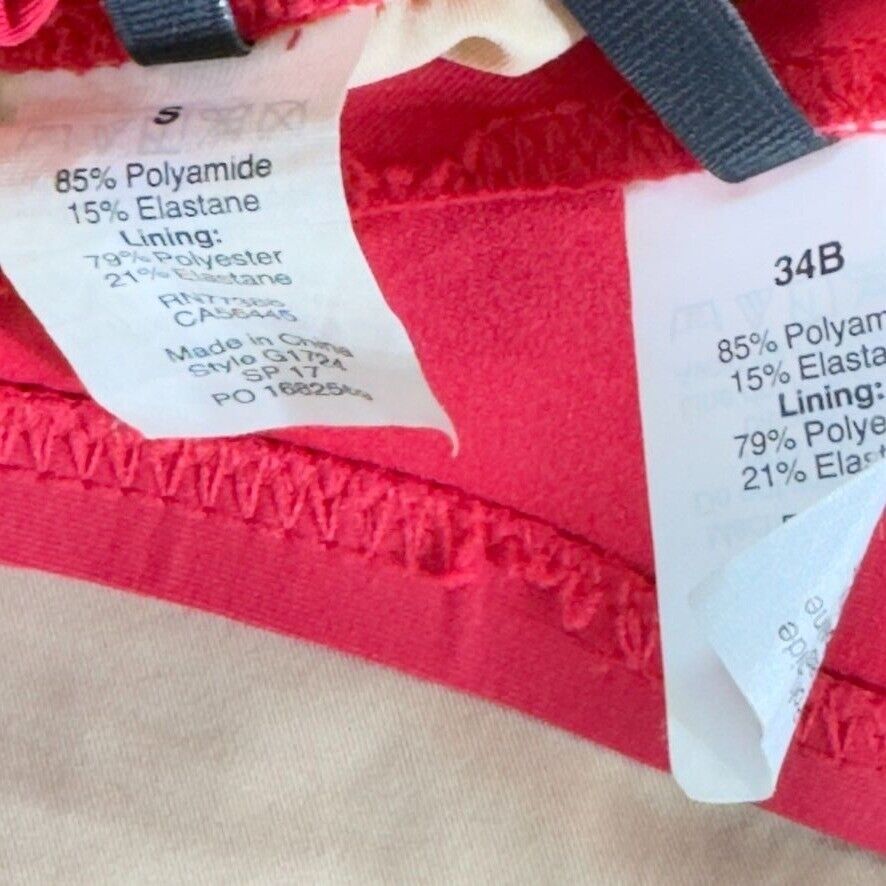 S
85% Polyamide
15% Elastane
Lining:
79% Polyester
21% Elastane
CA56445
Made in China
Style G1724
SP 17
34B
85% Polyam
15% Elasta
Lining:
79% Polye
21% Elast